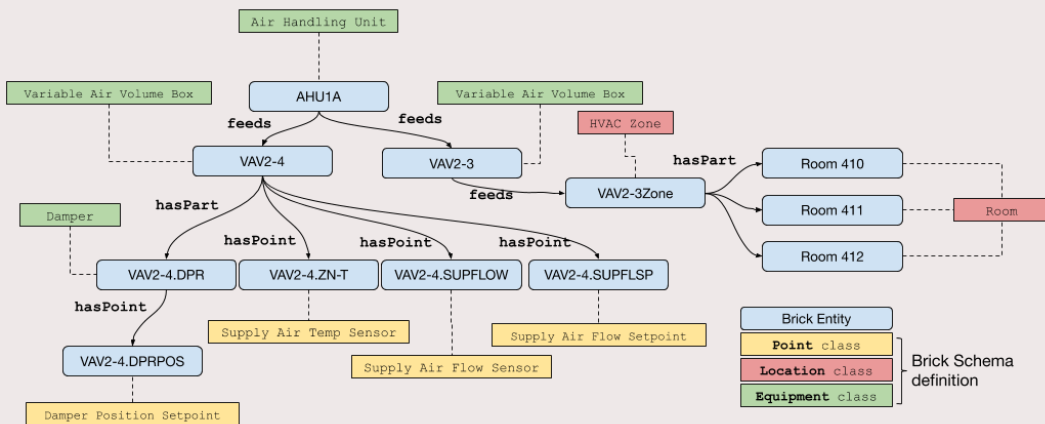 Air Handling Unit
Variable Air Volume Box
AHU1A
Variable Air Volume Box
feeds
feeds
HVAC Zone
VAV2-4
VAV2-3
hasPart
Room 410
feeds
VAV2-3Zone
hasPart
Damper
Room 411
Room
hasPoint
hasPoint
hasPoint
Room 412
VAV2-4.DPR
VAV2-4.ZN-T
VAV2-4.SUPFLOW
VAV2-4.SUPFLSP
hasPoint
Supply Air Temp Sensor
Supply Air Flow Setpoint
VAV2-4.DPRPOS
Supply Air Flow Sensor
Damper Position Setpoint
Brick Entity
Point class
Location class
Equipment class
Brick Schema
definition